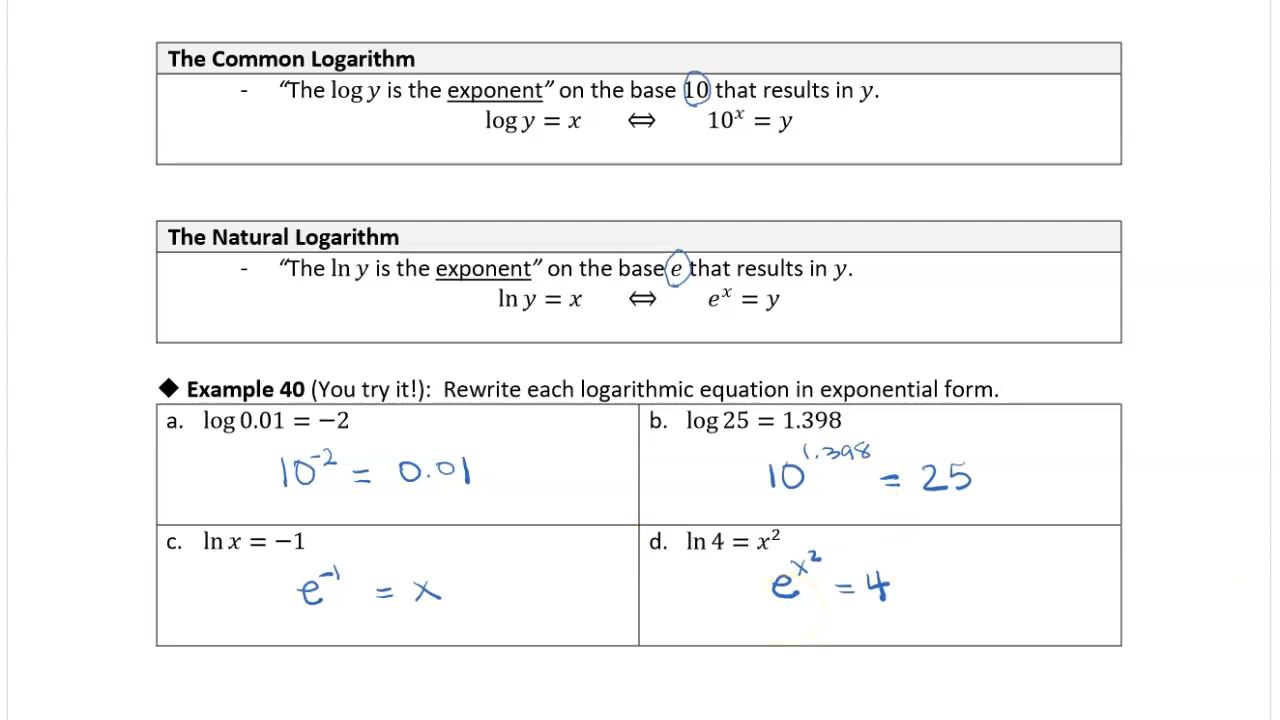 The Common Logarithm
- “The log y is the exponent” on the base 10 that results in y.
log y = x ⇔ 10ˣ = y
The Natural Logarithm
- “The ln y is the exponent” on the base e that results in y.
ln y = x ⇔ eˣ = y
◆ Example 40 (You try it!): Rewrite each logarithmic equation in exponential form.
a. log 0.01 = −2
10⁻² = 0.01
b. log 25 = 1.398
10^1.398 = 25
c. ln x = −1
e⁻¹ = x
d. ln 4 = x²
e^x² = 4